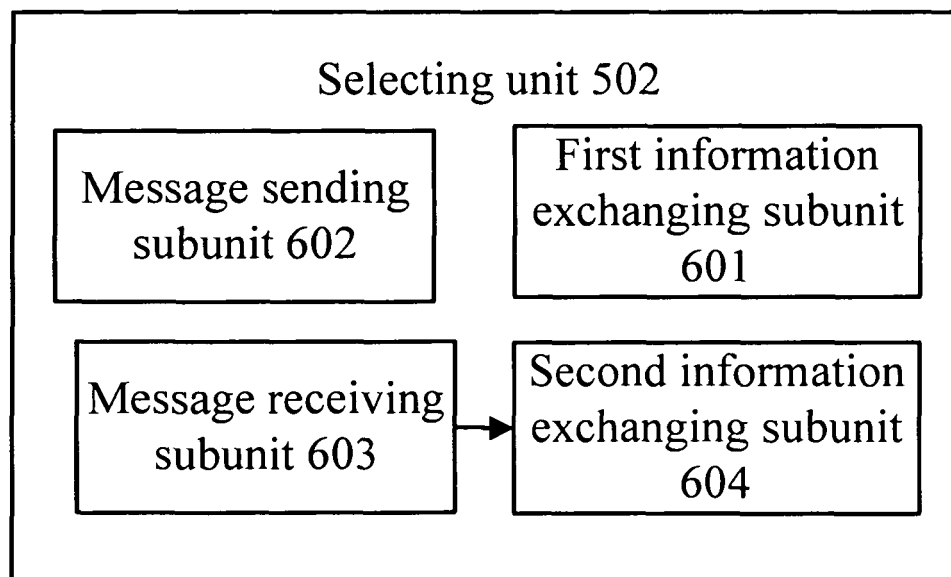 Selecting unit 502
Message sending
subunit 602
First information
exchanging subunit
601
Message receiving
subunit 603
Second information
exchanging subunit
604